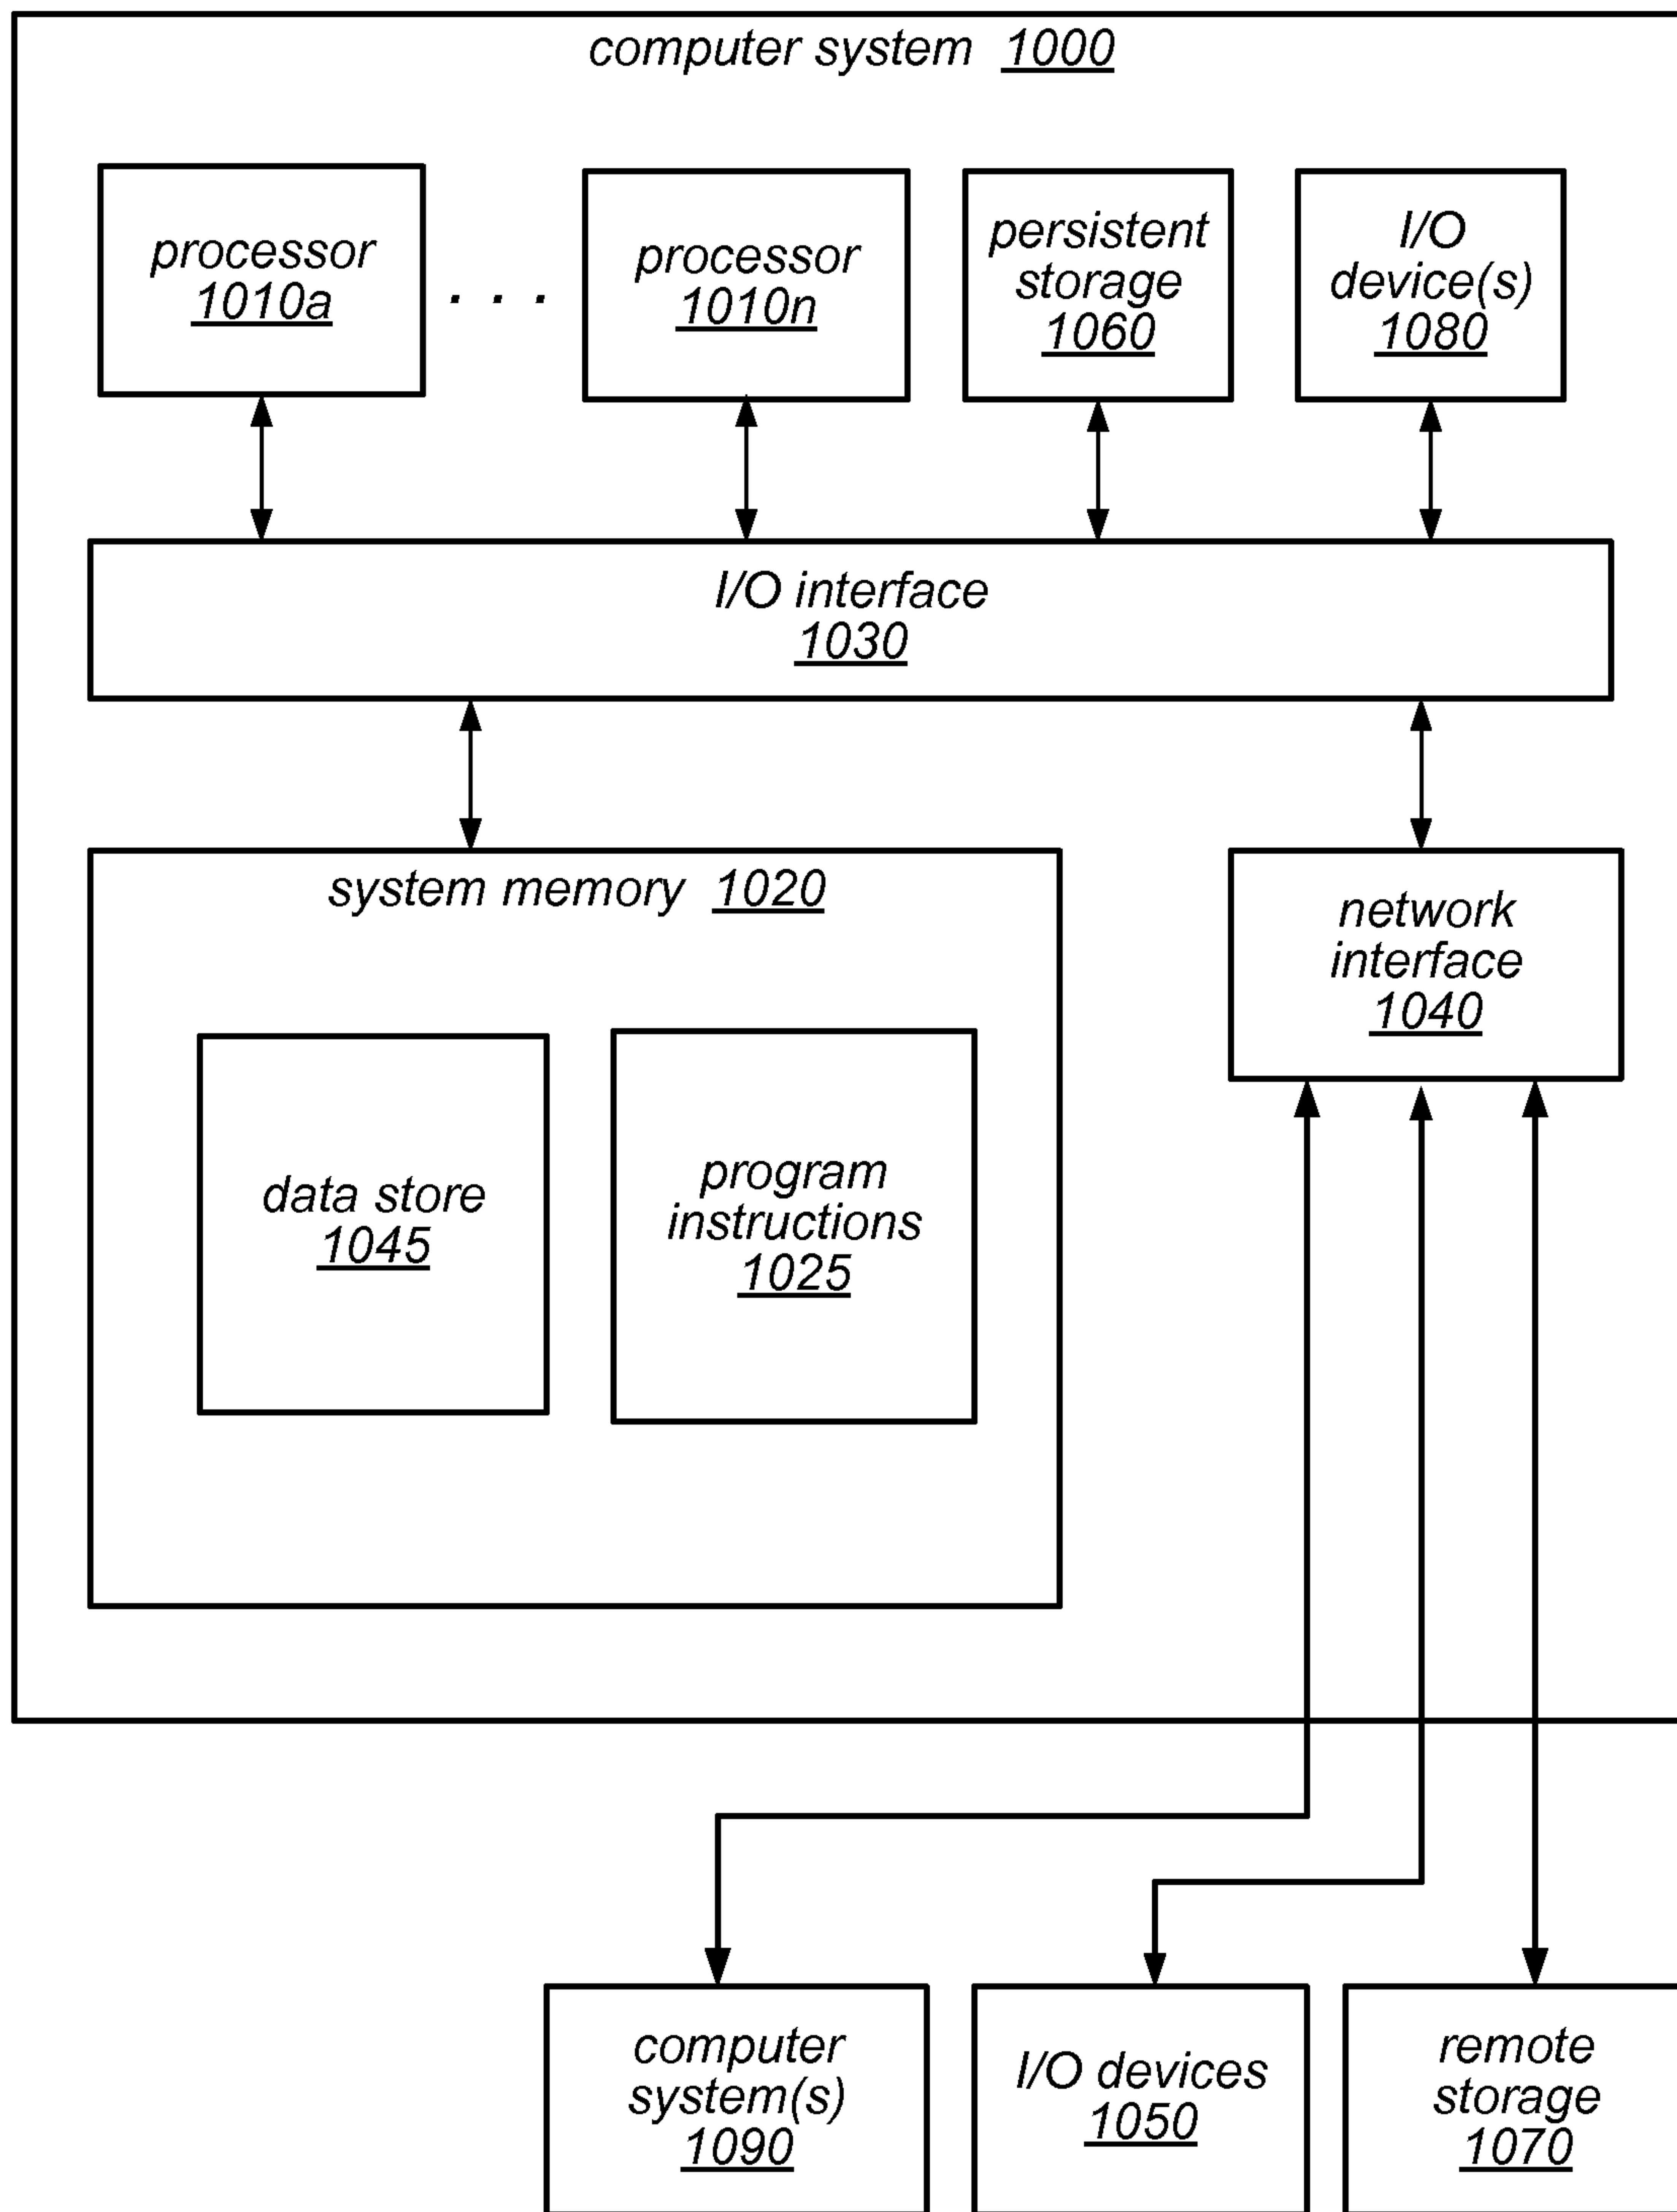 computer system 1000
processor
1010a
. . .
processor
1010n
persistent
storage
1060
I/O
device(s)
1080
I/O interface
1030
system memory 1020
network
interface
1040
data store
1045
program
instructions
1025
computer
system(s)
1090
I/O devices
1050
remote
storage
1070